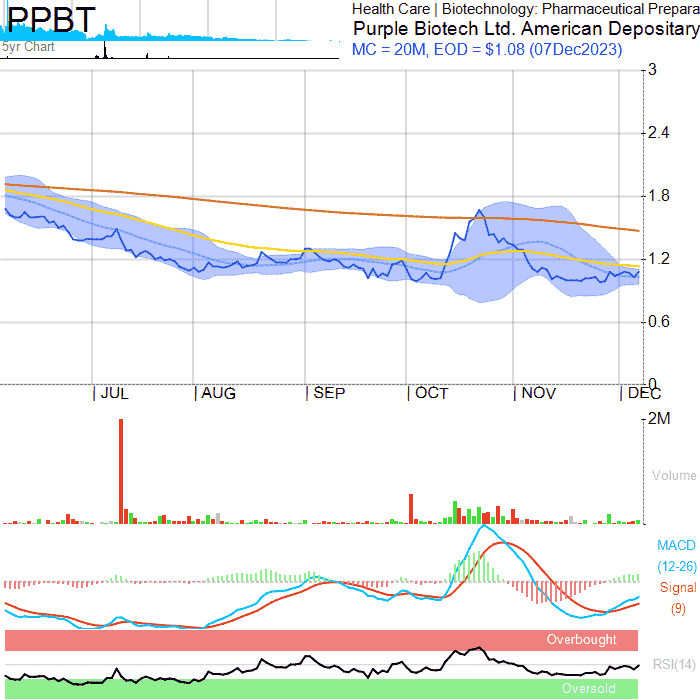 PPBT
5yr Chart
Health Care | Biotechnology: Pharmaceutical Prepara
Purple Biotech Ltd. American Depositary
MC = 20M, EOD = $1.08 (07Dec2023)
3
2.4
1.8
1.2
0.6
0
JUL AUG SEP OCT NOV DEC
2M
Volume
MACD
(12-26)
Signal
(9)
Overbought
RSI(14)
Oversold